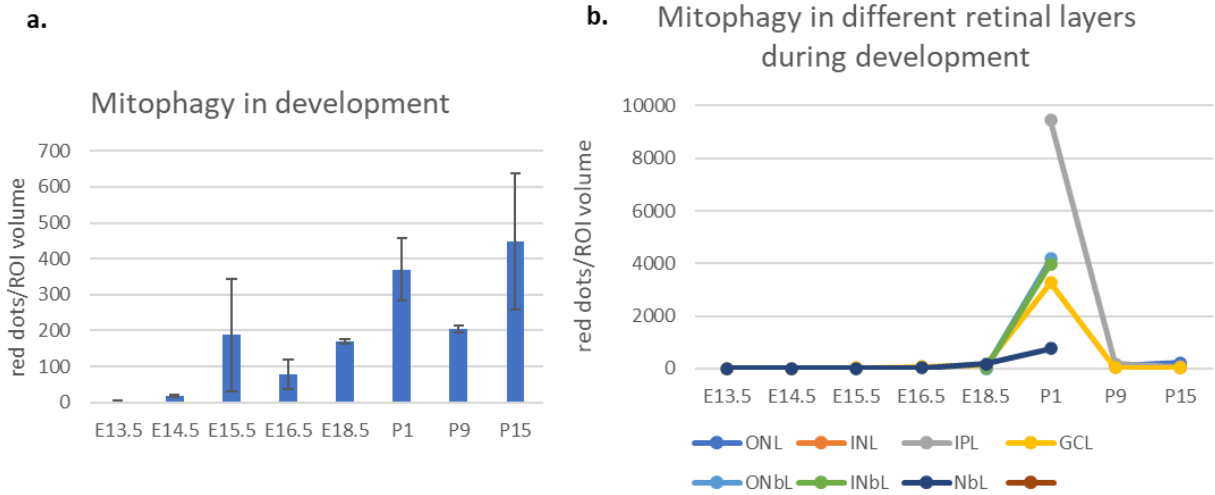 a.
Mitophagy in development
red dots/ROI volume
700
600
500
400
300
200
100
0
E13.5 E14.5 E15.5 E16.5 E18.5 P1 P9 P15
b.
Mitophagy in different retinal layers
during development
red dots/ROI volume
10000
8000
6000
4000
2000
0
E13.5 E14.5 E15.5 E16.5 E18.5 P1 P9 P15
ONL INL IPL GCL
ONbL INbL NbL